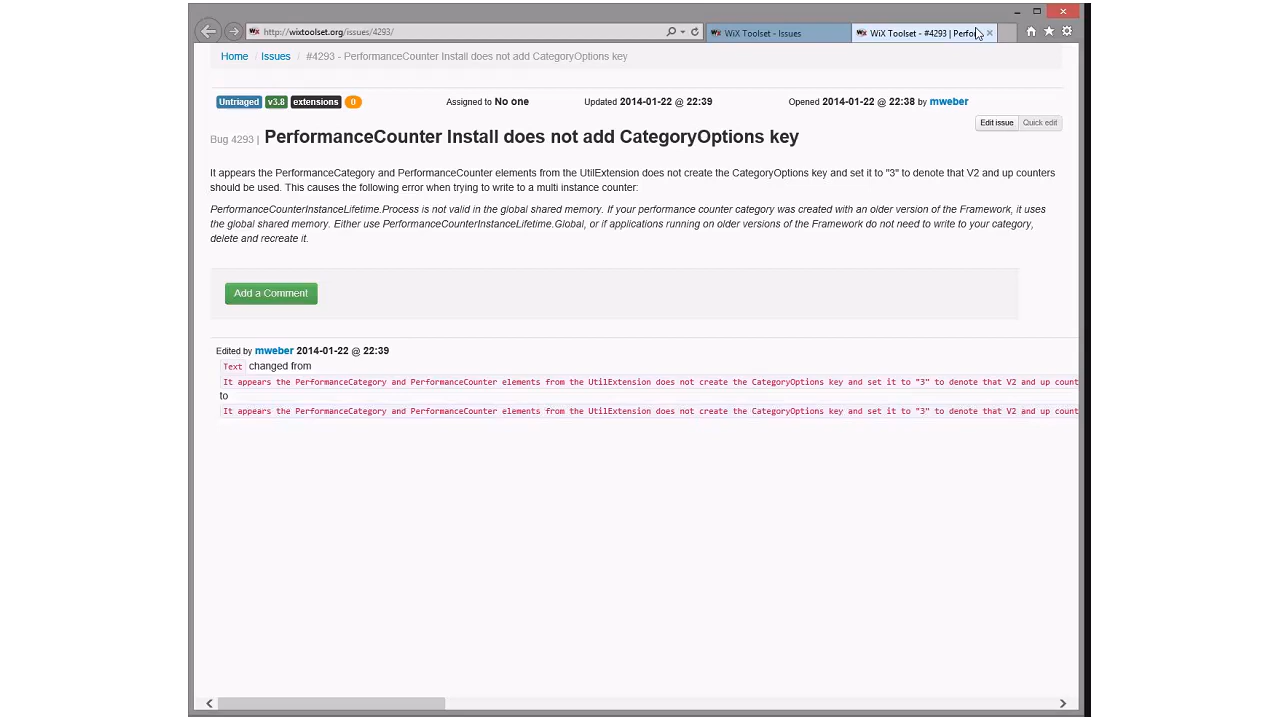 http://wixtoolset.org/issues/4293/
WiX Toolset - Issues
WiX Toolset - #4293 | Perfo
Home / Issues / #4293 - PerformanceCounter Install does not add CategoryOptions key
Untriaged v3.8 extensions 0 Assigned to No one Updated 2014-01-22 @ 22:39 Opened 2014-01-22 @ 22:38 by mweber
Edit issue Quick edit
Bug 4293 | PerformanceCounter Install does not add CategoryOptions key
It appears the PerformanceCategory and PerformanceCounter elements from the UtilExtension does not create the CategoryOptions key and set it to "3" to denote that V2 and up counters
should be used. This causes the following error when trying to write to a multi instance counter:
PerformanceCounterInstanceLifetime.Process is not valid in the global shared memory. If your performance counter category was created with an older version of the Framework, it uses
the global shared memory. Either use PerformanceCounterInstanceLifetime.Global, or if applications running on older versions of the Framework do not need to write to your category,
delete and recreate it.
Add a Comment
Edited by mweber 2014-01-22 @ 22:39
Text changed from
It appears the PerformanceCategory and PerformanceCounter elements from the UtilExtension does not create the CategoryOptions key and set it to "3" to denote that V2 and up count
to
It appears the PerformanceCategory and PerformanceCounter elements from the UtilExtension does not create the CategoryOptions key and set it to "3" to denote that V2 and up count